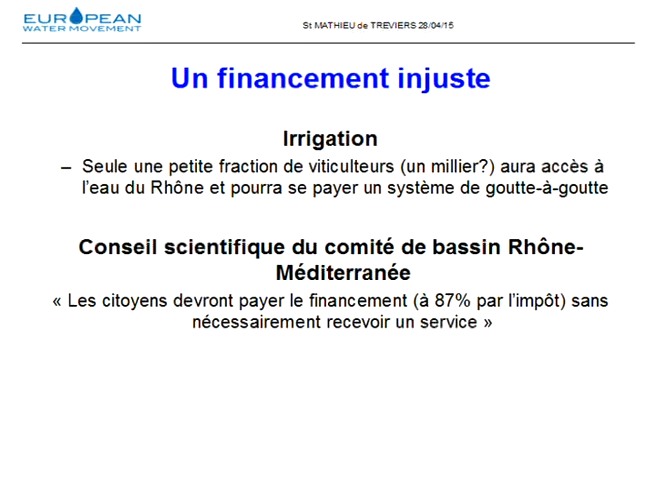 EUROPEAN
WATER MOVEMENT
St MATHIEU de TREVIERS 28/04/15
Un financement injuste
Irrigation
– Seule une petite fraction de viticulteurs (un millier?) aura accès à
l'eau du Rhône et pourra se payer un système de goutte-à-goutte
Conseil scientifique du comité de bassin Rhône-
Méditerranée
« Les citoyens devront payer le financement (à 87% par l'impôt) sans
nécessairement recevoir un service »